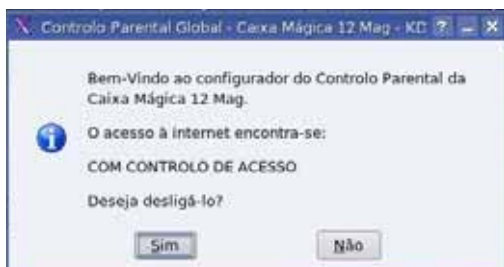 Controlo Parental Global - Caixa Mágica 12 Mag - KD
Bem-Vindo ao configurador do Controlo Parental da
Caixa Mágica 12 Mag.
O acesso à internet encontra-se:
COM CONTROLO DE ACESSO
Deseja desligá-lo?
Sim Não